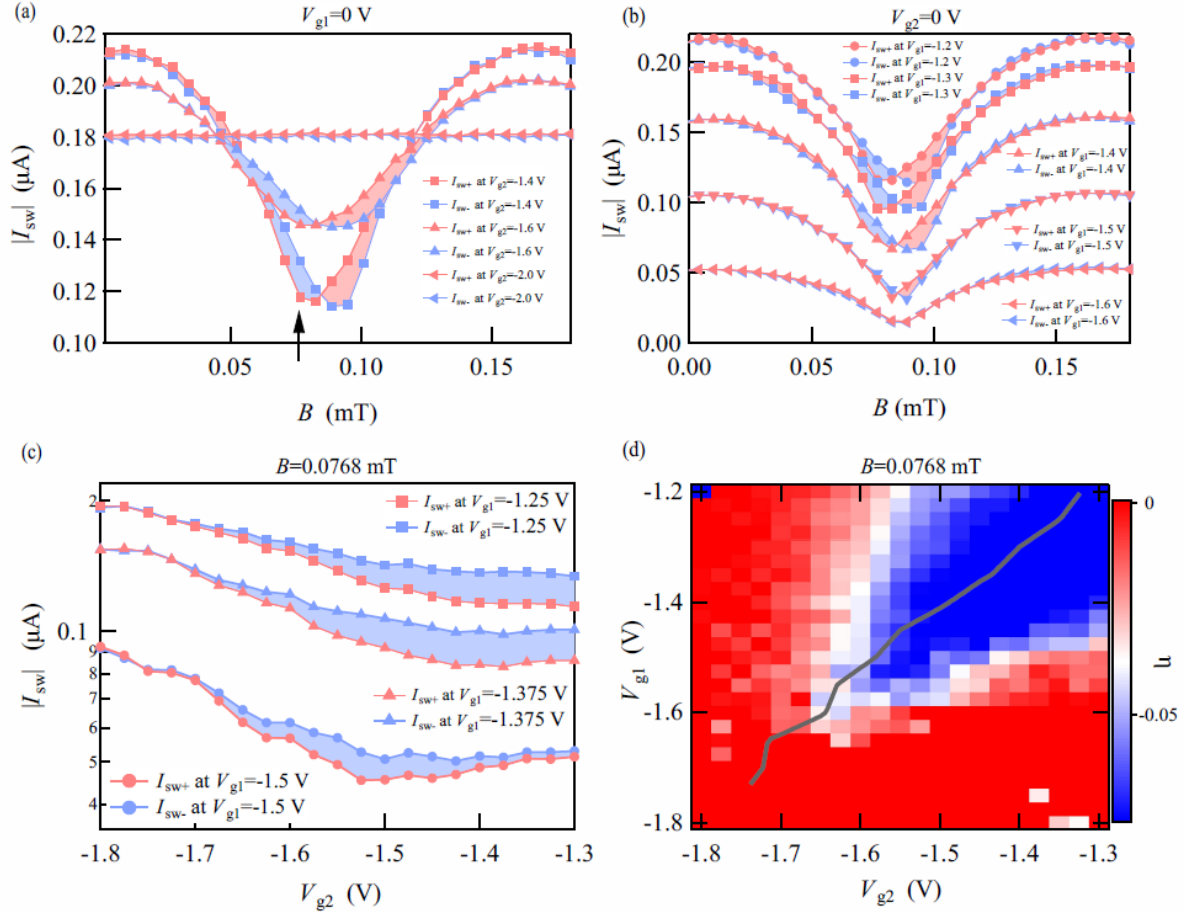 (a)
V_g1=0 V
0.22
0.20
0.18
0.16
0.14
0.12
0.10
|I_sw| (μA)
I_sw+ at V_g2=-1.4 V
I_sw- at V_g2=-1.4 V
I_sw+ at V_g2=-1.6 V
I_sw- at V_g2=-1.6 V
I_sw+ at V_g2=-2.0 V
I_sw- at V_g2=-2.0 V
0.05 0.10 0.15
B (mT)
(b)
V_g2=0 V
0.20
0.15
0.10
0.05
0.00
|I_sw| (μA)
I_sw+ at V_g1=-1.2 V
I_sw- at V_g1=-1.2 V
I_sw+ at V_g1=-1.3 V
I_sw- at V_g1=-1.3 V
I_sw+ at V_g1=-1.4 V
I_sw- at V_g1=-1.4 V
I_sw+ at V_g1=-1.5 V
I_sw- at V_g1=-1.5 V
I_sw+ at V_g1=-1.6 V
I_sw- at V_g1=-1.6 V
0.00 0.05 0.10 0.15
B (mT)
(c)
B=0.0768 mT
2
0.1
9
8
7
6
5
4
|I_sw| (μA)
I_sw+ at V_g1=-1.25 V
I_sw- at V_g1=-1.25 V
I_sw+ at V_g1=-1.375 V
I_sw- at V_g1=-1.375 V
I_sw+ at V_g1=-1.5 V
I_sw- at V_g1=-1.5 V
-1.8 -1.7 -1.6 -1.5 -1.4 -1.3
V_g2 (V)
(d)
B=0.0768 mT
-1.2
-1.4
-1.6
-1.8
V_g1 (V)
-1.8 -1.7 -1.6 -1.5 -1.4 -1.3
V_g2 (V)
0
-0.05
η